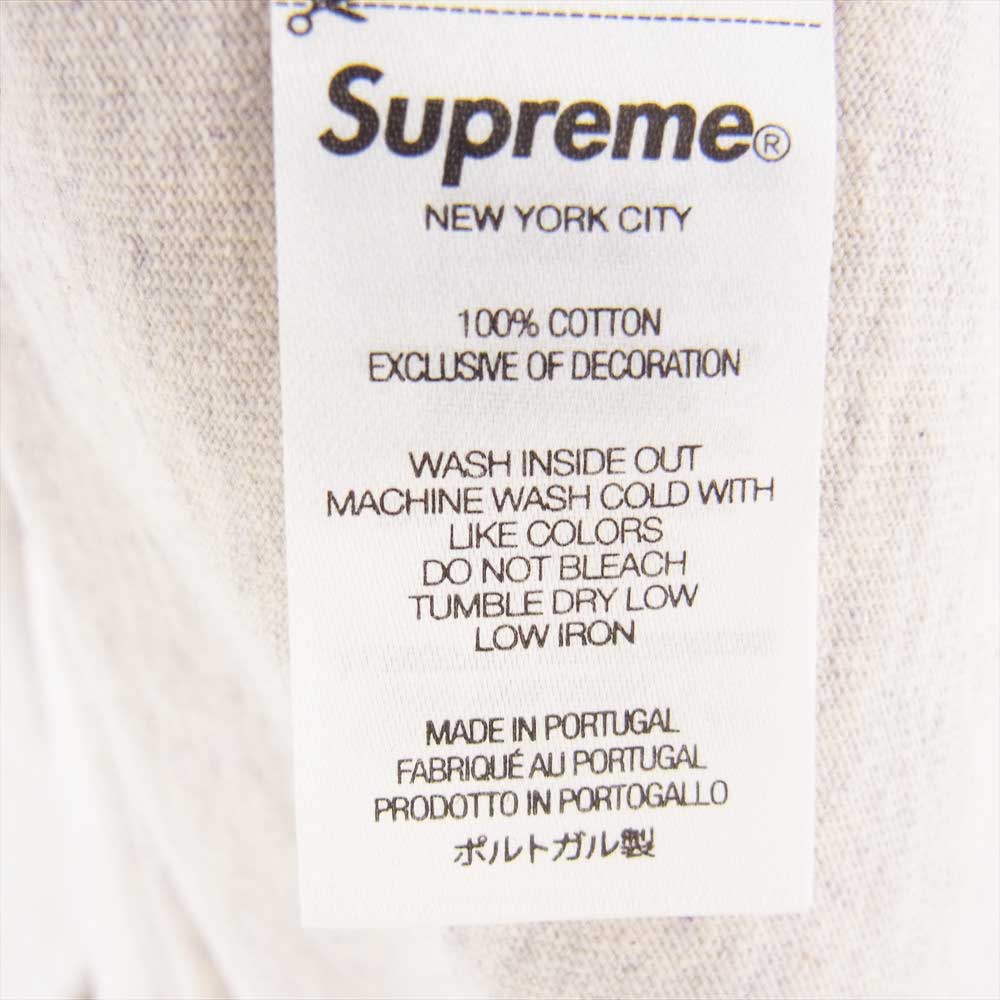 Supreme®
NEW YORK CITY
100% COTTON
EXCLUSIVE OF DECORATION
WASH INSIDE OUT
MACHINE WASH COLD WITH
LIKE COLORS
DO NOT BLEACH
TUMBLE DRY LOW
LOW IRON
MADE IN PORTUGAL
FABRIQUÉ AU PORTUGAL
PRODOTTO IN PORTOGALLO
ポルトガル製